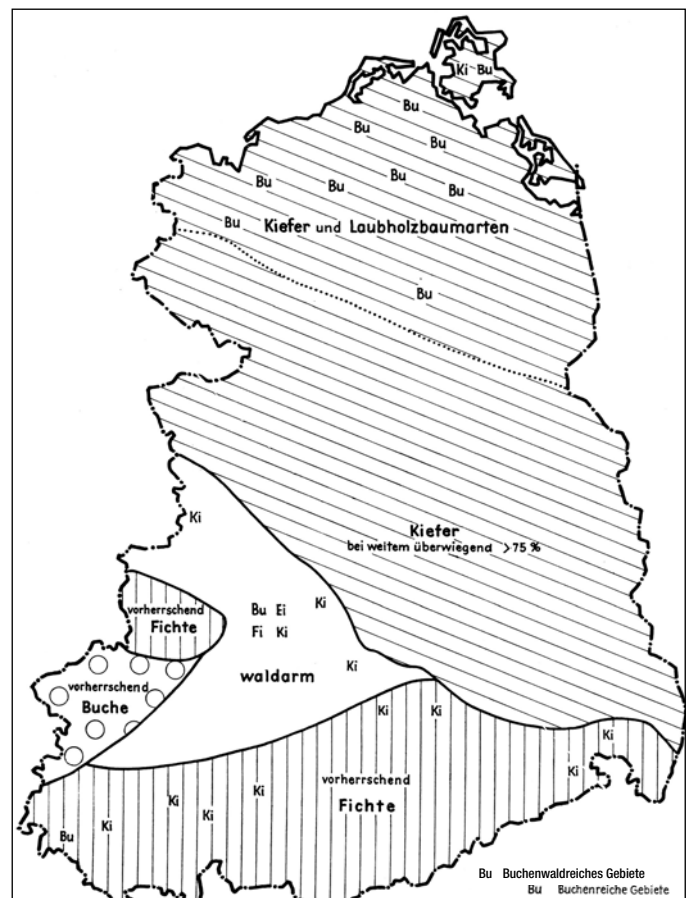 Ki Bu
Bu
Bu
Bu
Bu
Bu
Bu
Bu
Bu
Kiefer und Laubholzbaumarten
Bu
Kiefer
bei weitem überwiegend >75 %
Ki
vorherrschend
Fichte
Bu Ei
Fi Ki
Ki
waldarm
Ki
vorherrschend
Buche
Ki
Ki
Ki
vorherrschend
Fichte
Ki
Ki
Ki
Ki
Ki
Bu
Bu Buchenwaldreiches Gebiete
Bu Buchenreiche Gebiete